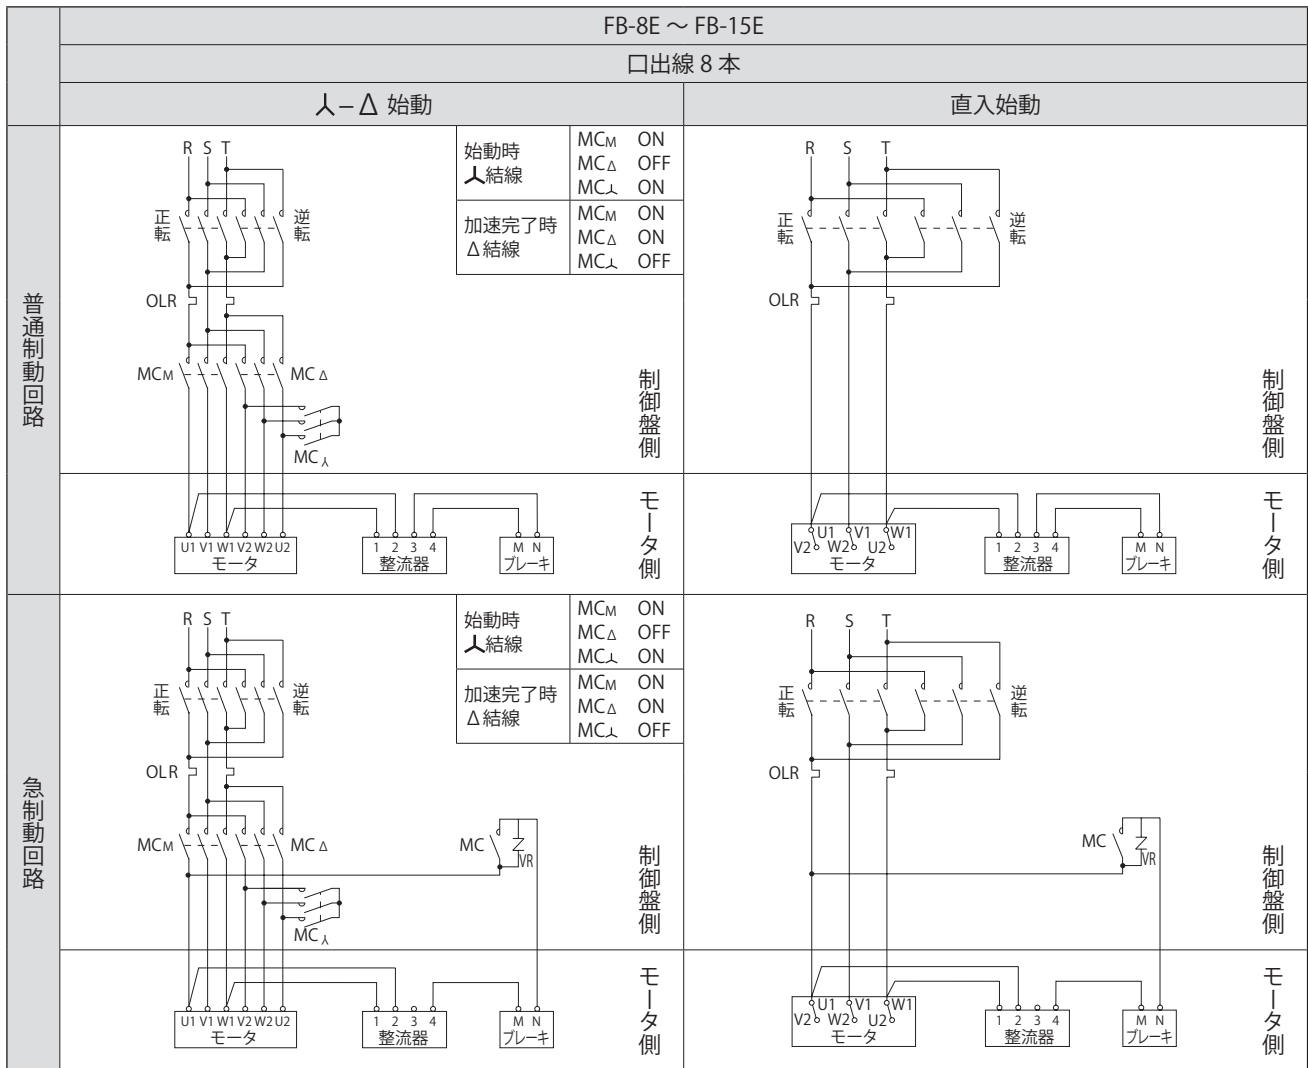 FB-8E ～ FB-15E
口出線 8 本
人 – Δ 始動
直入始動
普通制動回路
R S T
正転
逆転
OLR
MCM
MC Δ
MC人
始動時
人結線
MCM ON
MCΔ OFF
MC人 ON
加速完了時
Δ結線
MCM ON
MCΔ ON
MC人 OFF
制御盤側
モータ側
U1 V1 W1 V2 W2 U2
モータ
1 2 3 4
整流器
M N
ブレーキ
R S T
正転
逆転
OLR
制御盤側
モータ側
U1 V1 W1
V2 W2 U2
モータ
1 2 3 4
整流器
M N
ブレーキ
急制動回路
R S T
正転
逆転
OLR
MCM
MC Δ
MC人
MC
VR
始動時
人結線
MCM ON
MCΔ OFF
MC人 ON
加速完了時
Δ結線
MCM ON
MCΔ ON
MC人 OFF
制御盤側
モータ側
U1 V1 W1 V2 W2 U2
モータ
1 2 3 4
整流器
M N
ブレーキ
R S T
正転
逆転
OLR
MC
VR
制御盤側
モータ側
U1 V1 W1
V2 W2 U2
モータ
1 2 3 4
整流器
M N
ブレーキ